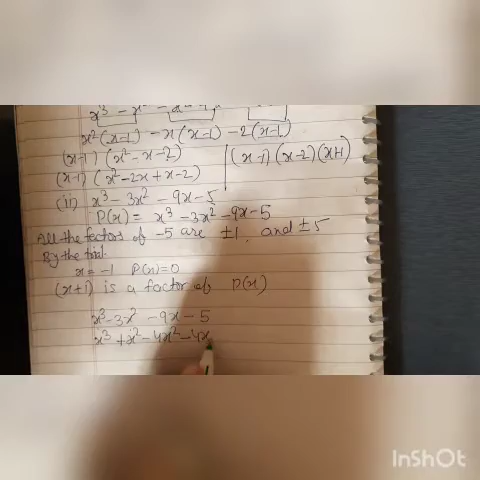 x²(x-1) -x(x-1) -2(x-1)
(x-1) (x²-x-2)
(x-1) (x²-2x+x-2)
(x-1)(x-2)(x+1)
(ii) x³-3x²-9x-5
P(x) = x³-3x²-9x-5
All the factors of -5 are ±1, and ±5
By the trial.
x=-1 P(x)=0
(x+1) is a factor of P(x)
x³-3x²-9x-5
x³+x²-4x²-4x
InShOt